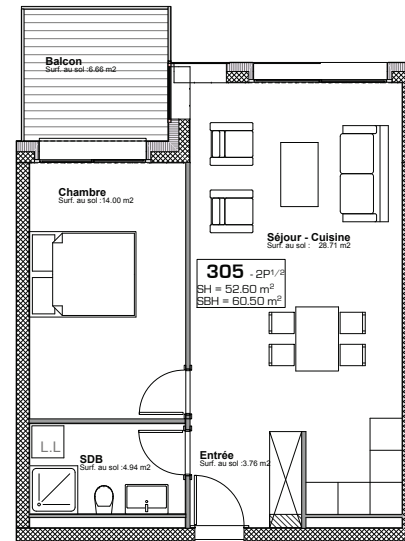 Balcon
Surf. au sol :6.66 m2
Chambre
Surf. au sol :14.00 m2
Séjour - Cuisine
Surf. au sol : 28.71 m2
305 - 2P1/2
SH = 52.60 m²
SBH = 60.50 m²
L.L
SDB
Surf. au sol :4.94 m2
Entrée
Surf. au sol :3.76 m2